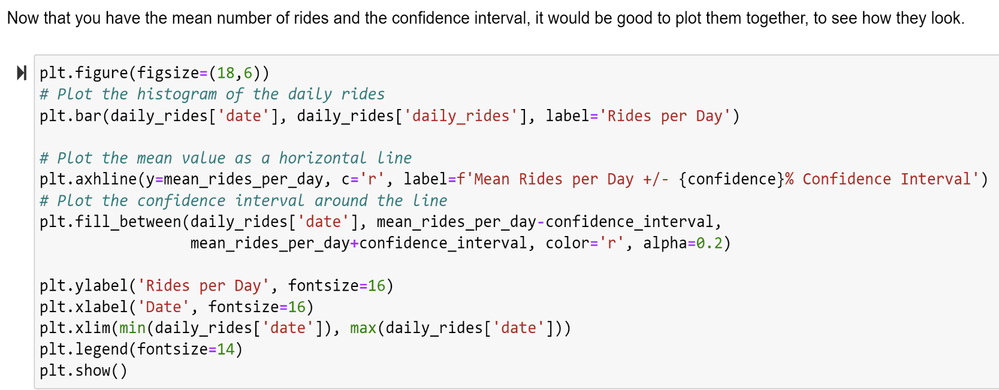 Now that you have the mean number of rides and the confidence interval, it would be good to plot them together, to see how they look.
plt.figure(figsize=(18,6))
# Plot the histogram of the daily rides
plt.bar(daily_rides['date'], daily_rides['daily_rides'], label='Rides per Day')
# Plot the mean value as a horizontal line
plt.axhline(y=mean_rides_per_day, c='r', label=f'Mean Rides per Day +/- {confidence}% Confidence Interval')
# Plot the confidence interval around the line
plt.fill_between(daily_rides['date'], mean_rides_per_day-confidence_interval,
mean_rides_per_day+confidence_interval, color='r', alpha=0.2)
plt.ylabel('Rides per Day', fontsize=16)
plt.xlabel('Date', fontsize=16)
plt.xlim(min(daily_rides['date']), max(daily_rides['date']))
plt.legend(fontsize=14)
plt.show()